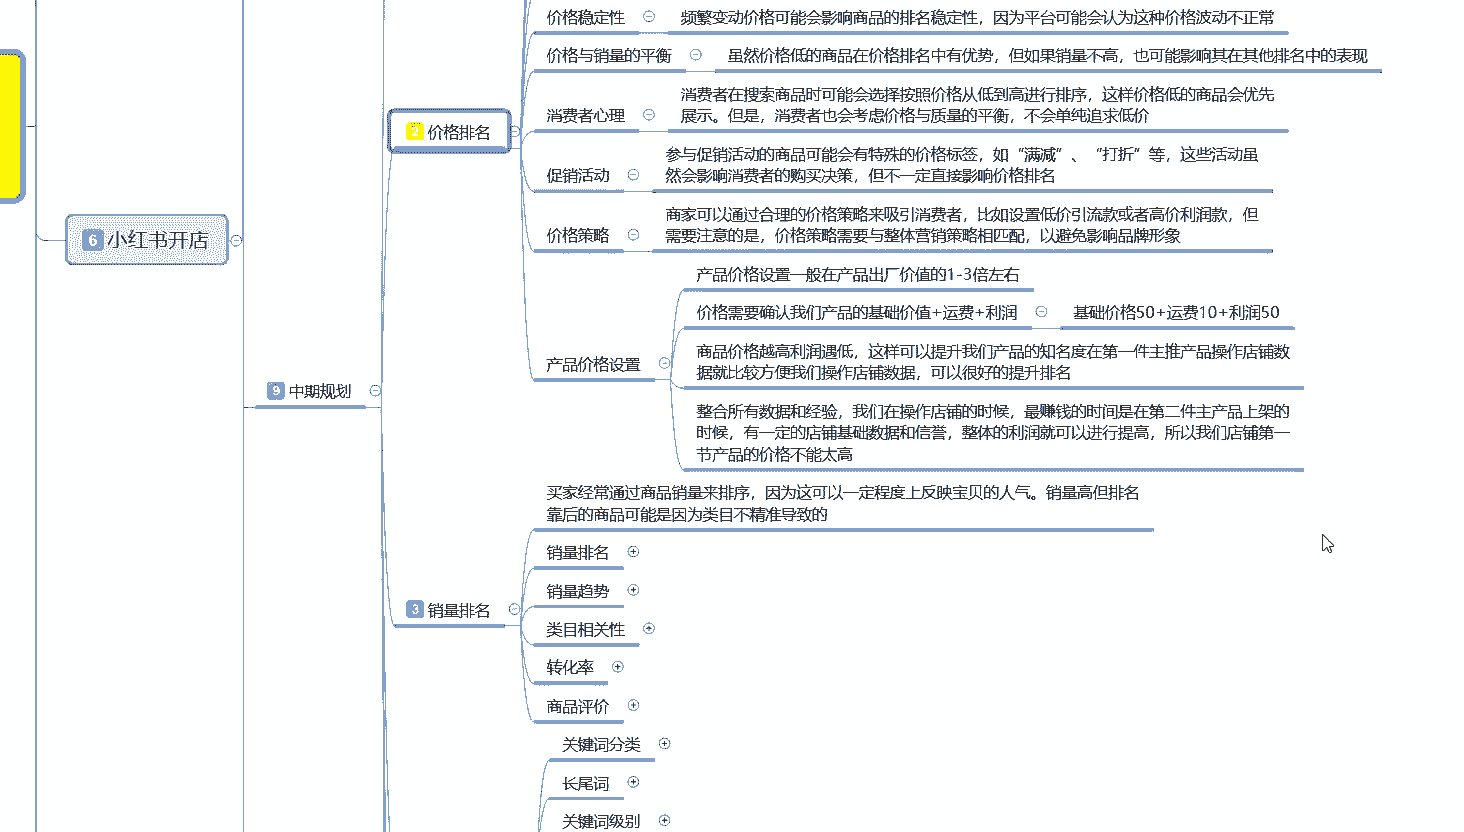 价格稳定性
频繁变动价格可能会影响商品的排名稳定性，因为平台可能会认为这种价格波动不正常
价格与销量的平衡
虽然价格低的商品在价格排名中有优势，但如果销量不高，也可能影响其在其他排名中的表现
消费者心理
消费者在搜索商品时可能会选择按照价格从低到高进行排序，这样价格低的商品会优先
展示。但是，消费者也会考虑价格与质量的平衡，不会单纯追求低价
2 价格排名
促销活动
参与促销活动的商品可能会有特殊的价格标签，如“满减”、“打折”等，这些活动虽
然会影响消费者的购买决策，但不一定直接影响价格排名
价格策略
商家可以通过合理的价格策略来吸引消费者，比如设置低价引流款或者高价利润款，但
需要注意的是，价格策略需要与整体营销策略相匹配，以避免影响品牌形象
6 小红书开店
产品价格设置
产品价格设置一般在产品出厂价值的1-3倍左右
价格需要确认我们产品的基础价值+运费+利润
基础价格50+运费10+利润50
商品价格越高利润遇低，这样可以提升我们产品的知名度在第一件主推产品操作店铺数
据就比较方便我们操作店铺数据，可以很好的提升排名
整合所有数据和经验，我们在操作店铺的时候，最赚钱的时间是在第二件主产品上架的
时候，有一定的店铺基础数据和信誉，整体的利润就可以进行提高，所以我们店铺第一
节产品的价格不能太高
9 中期规划
买家经常通过商品销量来排序，因为这可以一定程度上反映宝贝的人气。销量高但排名
靠后的商品可能是因为类目不精准导致的
销量排名
销量趋势
3 销量排名
类目相关性
转化率
商品评价
关键词分类
长尾词
关键词级别